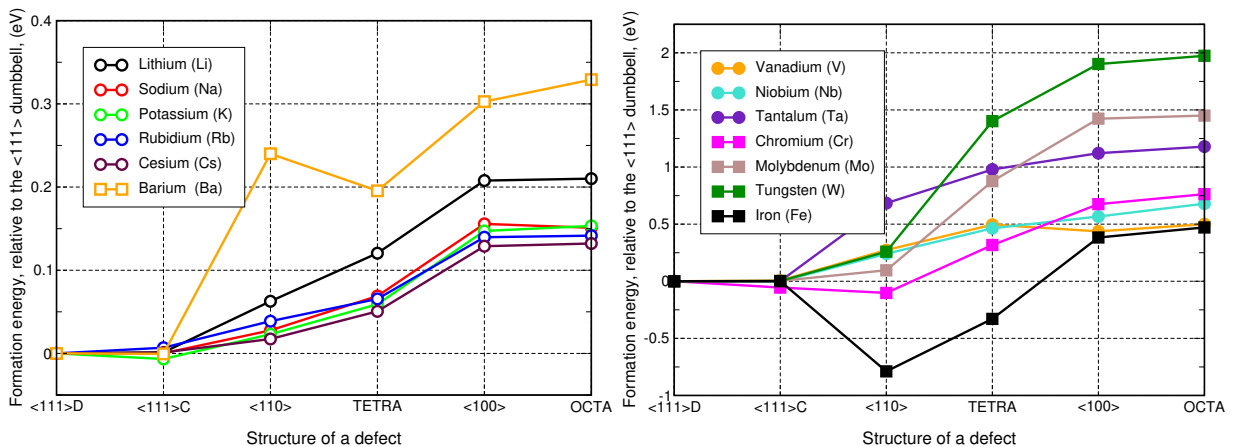 Formation energy, relative to the <111> dumbbell, (eV)
0.4
0.3
0.2
0.1
0
Lithium (Li)
Sodium (Na)
Potassium (K)
Rubidium (Rb)
Cesium (Cs)
Barium (Ba)
<111>D
<111>C
<110>
TETRA
<100>
OCTA
Structure of a defect
Formation energy, relative to the <111> dumbbell, (eV)
2
1.5
1
0.5
0
-0.5
-1
Vanadium (V)
Niobium (Nb)
Tantalum (Ta)
Chromium (Cr)
Molybdenum (Mo)
Tungsten (W)
Iron (Fe)
<111>D
<111>C
<110>
TETRA
<100>
OCTA
Structure of a defect